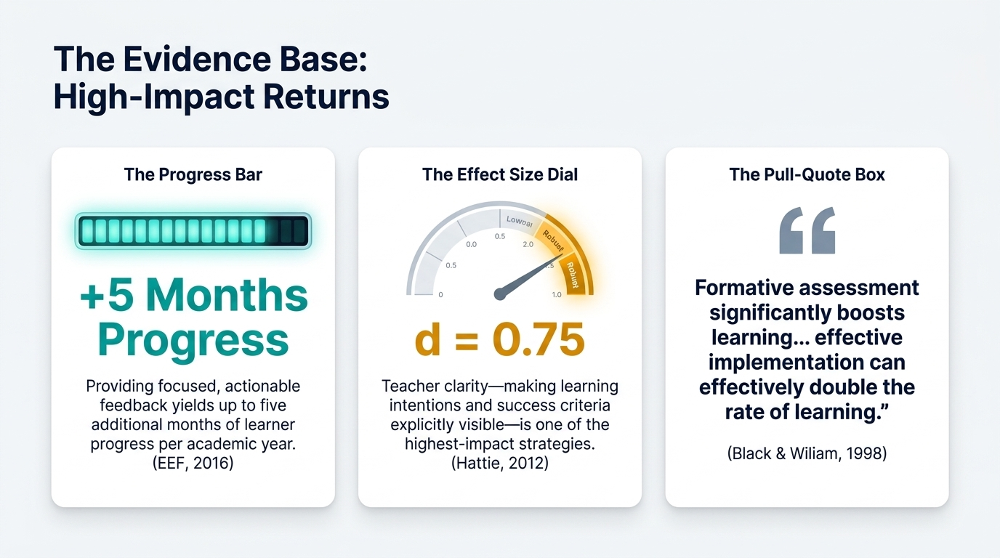 The Evidence Base:
High-Impact Returns
The Progress Bar
+5 Months
Progress
Providing focused, actionable
feedback yields up to five
additional months of learner
progress per academic year.
(EEF, 2016)
The Effect Size Dial
0
0.5
0.0
0.5
2.0
.5
1.0
Robust
d = 0.75
Teacher clarity—making learning
intentions and success criteria
explicitly visible—is one of the
highest-impact strategies.
(Hattie, 2012)
The Pull-Quote Box
“
Formative assessment
significantly boosts
learning... effective
implementation can
effectively double the
rate of learning.”
(Black & Wiliam, 1998)